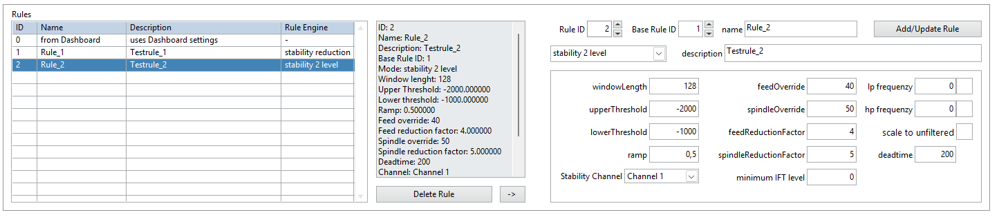 Rules
ID Name Description Rule Engine
0 from Dashboard uses Dashboard settings -
1 Rule_1 Testrule_1 stability reduction
2 Rule_2 Testrule_2 stability 2 level
ID: 2
Name: Rule_2
Description: Testrule_2
Base Rule ID: 1
Mode: stability 2 level
Window lenght: 128
Upper Threshold: -2000.000000
Lower threshold: -1000.000000
Ramp: 0.500000
Feed override: 40
Feed reduction factor: 4.000000
Spindle override: 50
Spindle reduction factor: 5.000000
Deadtime: 200
Channel: Channel 1
Delete Rule ->
Rule ID 2 Base Rule ID 1 name Rule_2 Add/Update Rule
stability 2 level description Testrule_2
windowLength 128 feedOverride 40 lp frequenzy 0
upperThreshold -2000 spindleOverride 50 hp frequenzy 0
lowerThreshold -1000 feedReductionFactor 4 scale to unfiltered
ramp 0,5 spindleReductionFactor 5 deadtime 200
Stability Channel Channel 1 minimum IFT level 0